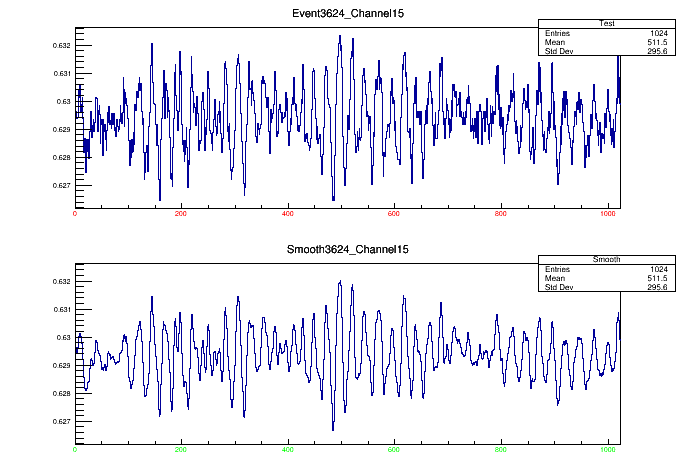 Event3624_Channel15
Test
Entries 1024
Mean 511.5
Std Dev 295.6
0.632
0.631
0.63
0.629
0.628
0.627
0 200 400 600 800 1000
Smooth3624_Channel15
Smooth
Entries 1024
Mean 511.5
Std Dev 295.6
0.632
0.631
0.63
0.629
0.628
0.627
0 200 400 600 800 1000